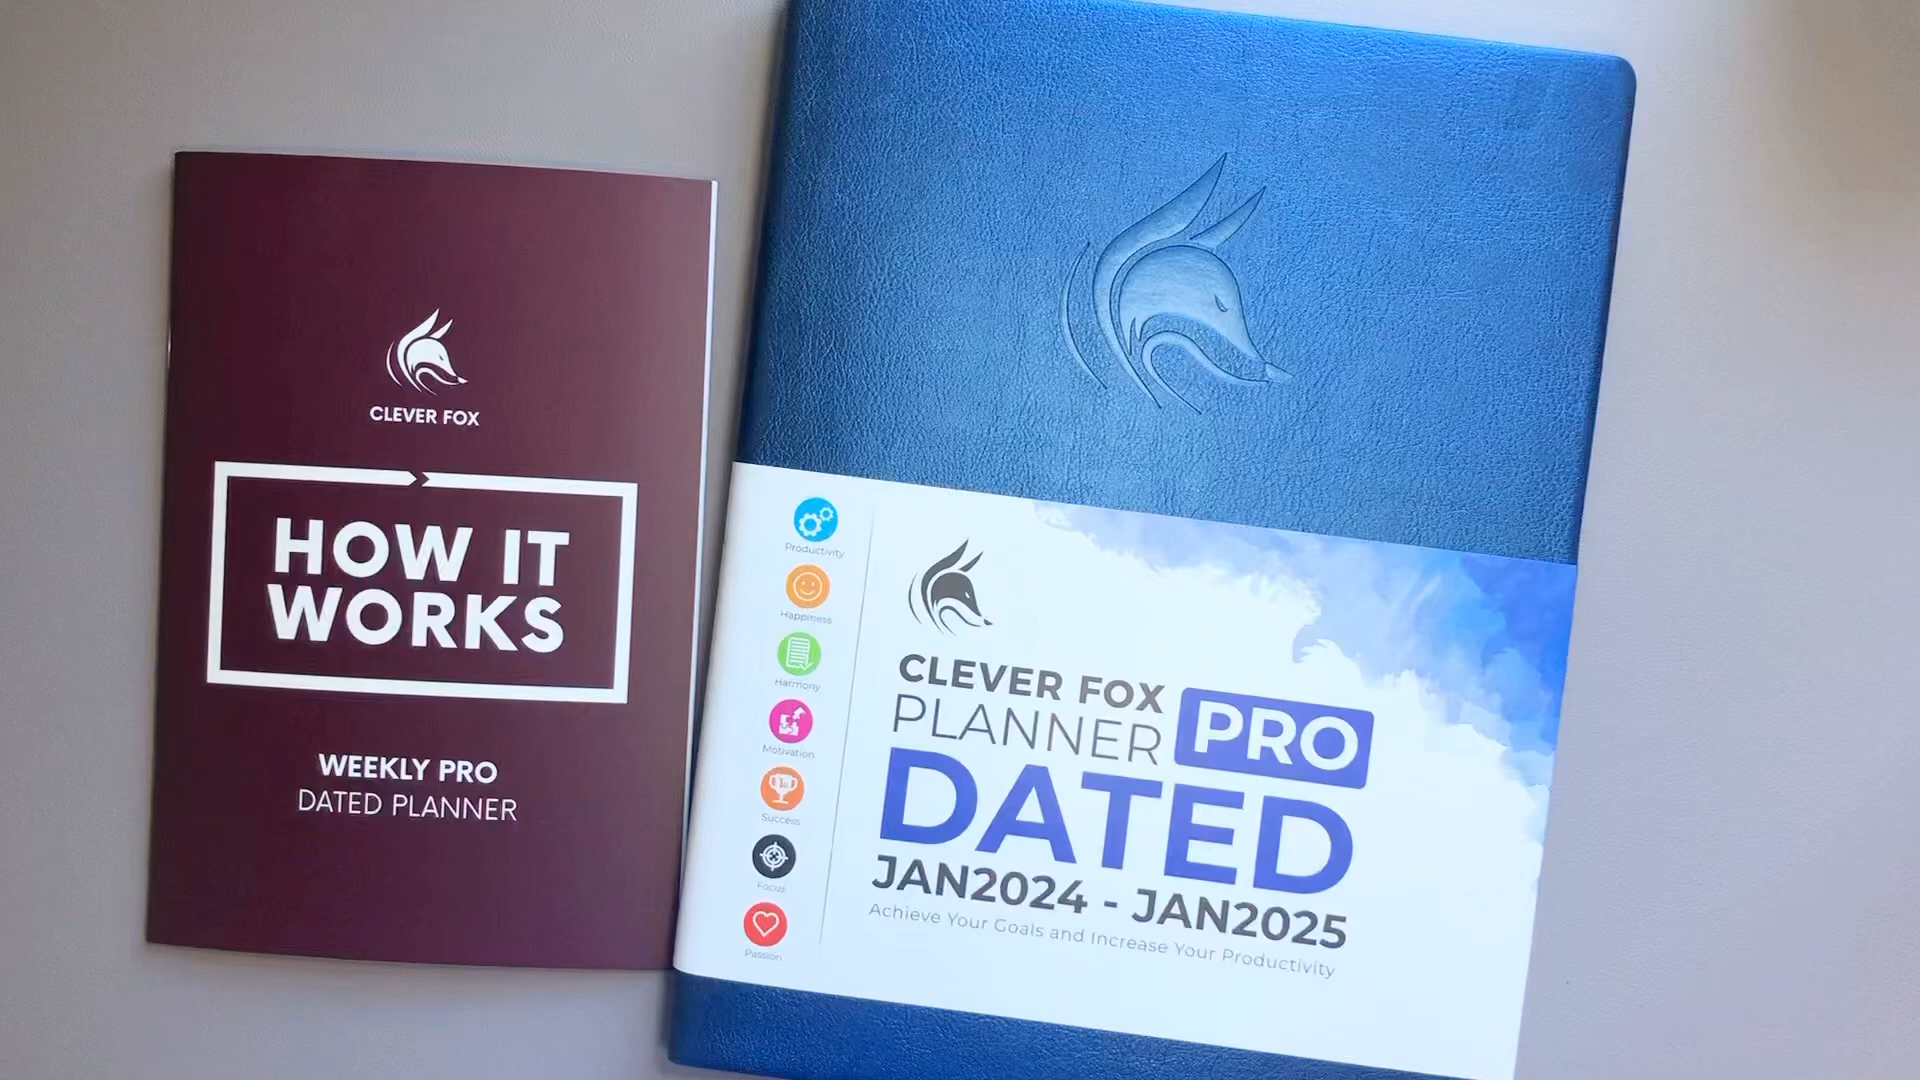 CLEVER FOX
HOW IT
WORKS
WEEKLY PRO
DATED PLANNER
Productivity
Happiness
Harmony
Motivation
Success
Focus
Passion
CLEVER FOX
PLANNER PRO
DATED
JAN2024 - JAN2025
Achieve Your Goals and Increase Your Productivity